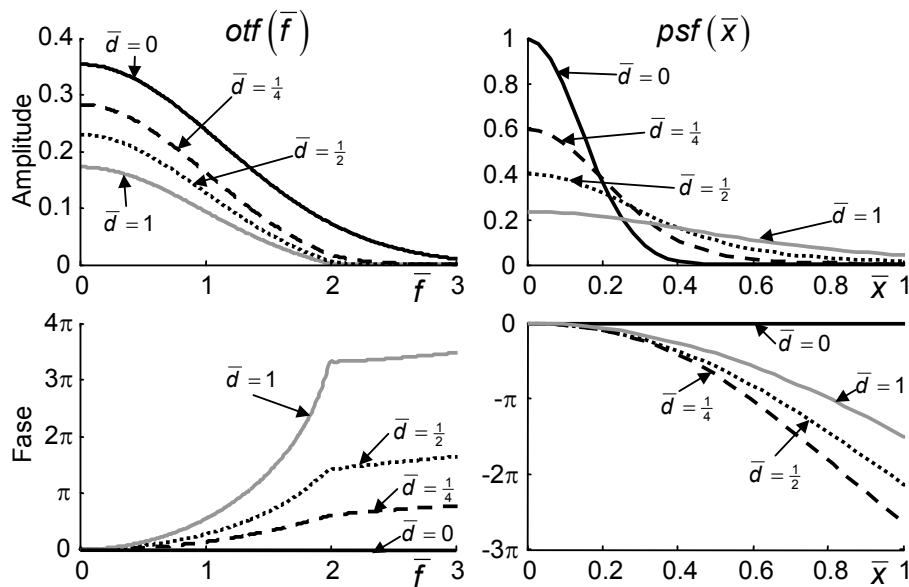 otf(f̅)
psf(x̅)
Amplitude
0.4
0.3
0.2
0.1
0
d̅ = 0
d̅ = ¼
d̅ = ½
d̅ = 1
0 1 2 f̅ 3
1
0.8
0.6
0.4
0.2
0
d̅ = 0
d̅ = ¼
d̅ = ½
d̅ = 1
0 0.2 0.4 0.6 0.8 x̅ 1
Fase
4π
3π
2π
π
0
d̅ = 1
d̅ = ½
d̅ = ¼
d̅ = 0
0 1 2 f̅ 3
0
-π
-2π
-3π
d̅ = 0
d̅ = 1
d̅ = ¼
d̅ = ½
0 0.2 0.4 0.6 0.8 x̅ 1